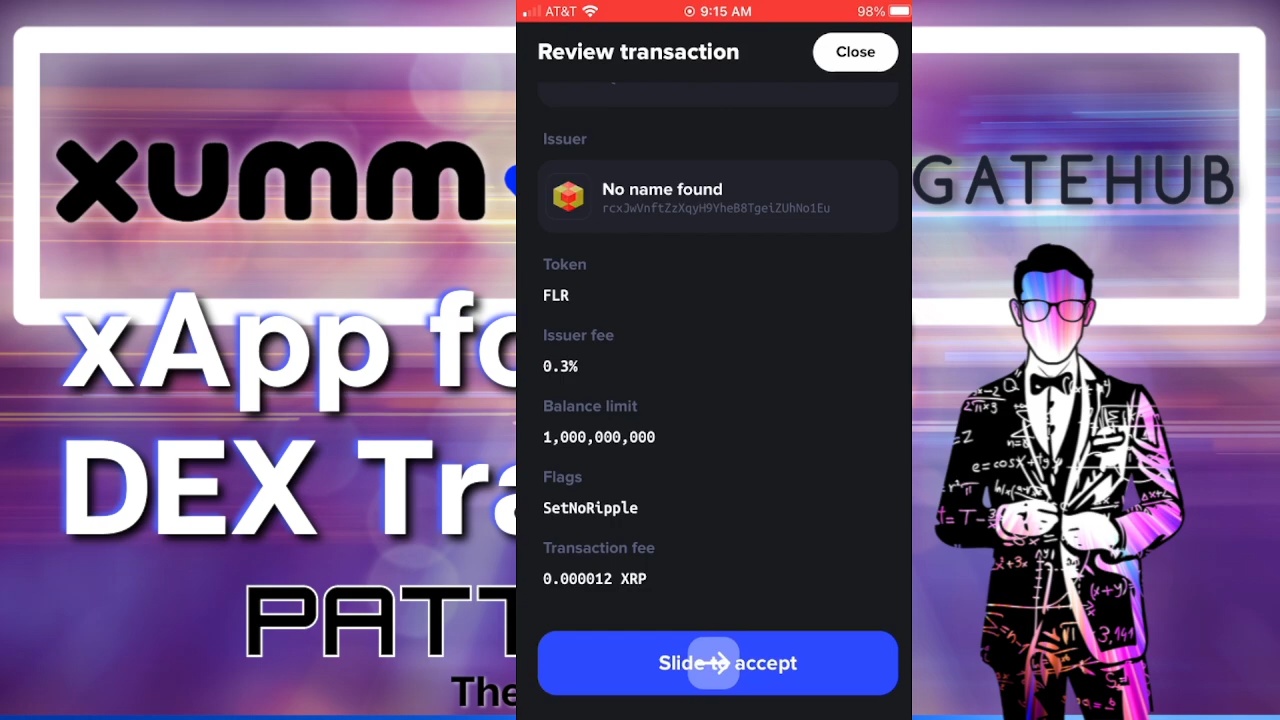 AT&T
9:15 AM
98%
Review transaction
Close
Issuer
No name found
rcxJwVnftZzXqyH9YheB8TgeiZUhNo1Eu
Token
FLR
Issuer fee
0.3%
Balance limit
1,000,000,000
Flags
SetNoRipple
Transaction fee
0.000012 XRP
Slide to accept
xumm
xApp fo
DEX Tra
PATT
The
GATEHUB
3,141
(x+y)